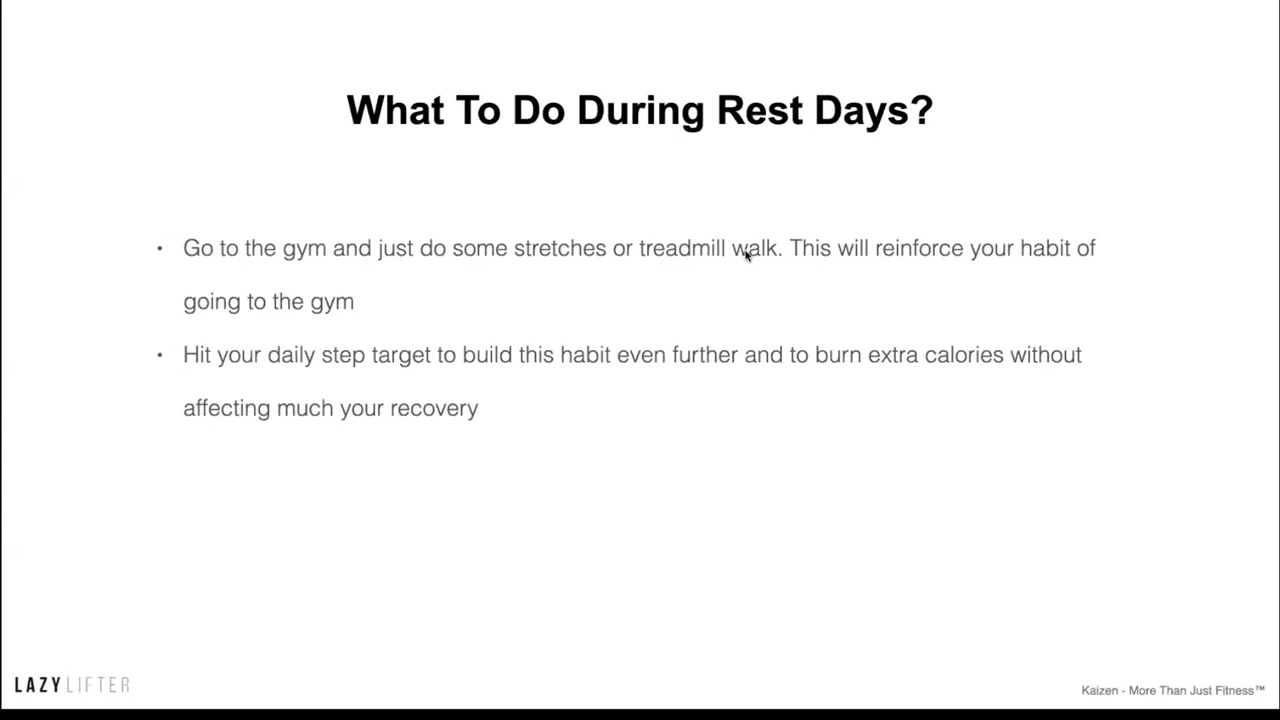 What To Do During Rest Days?
• Go to the gym and just do some stretches or treadmill walk. This will reinforce your habit of
going to the gym
• Hit your daily step target to build this habit even further and to burn extra calories without
affecting much your recovery
LAZYLIFTER
Kaizen - More Than Just Fitness™